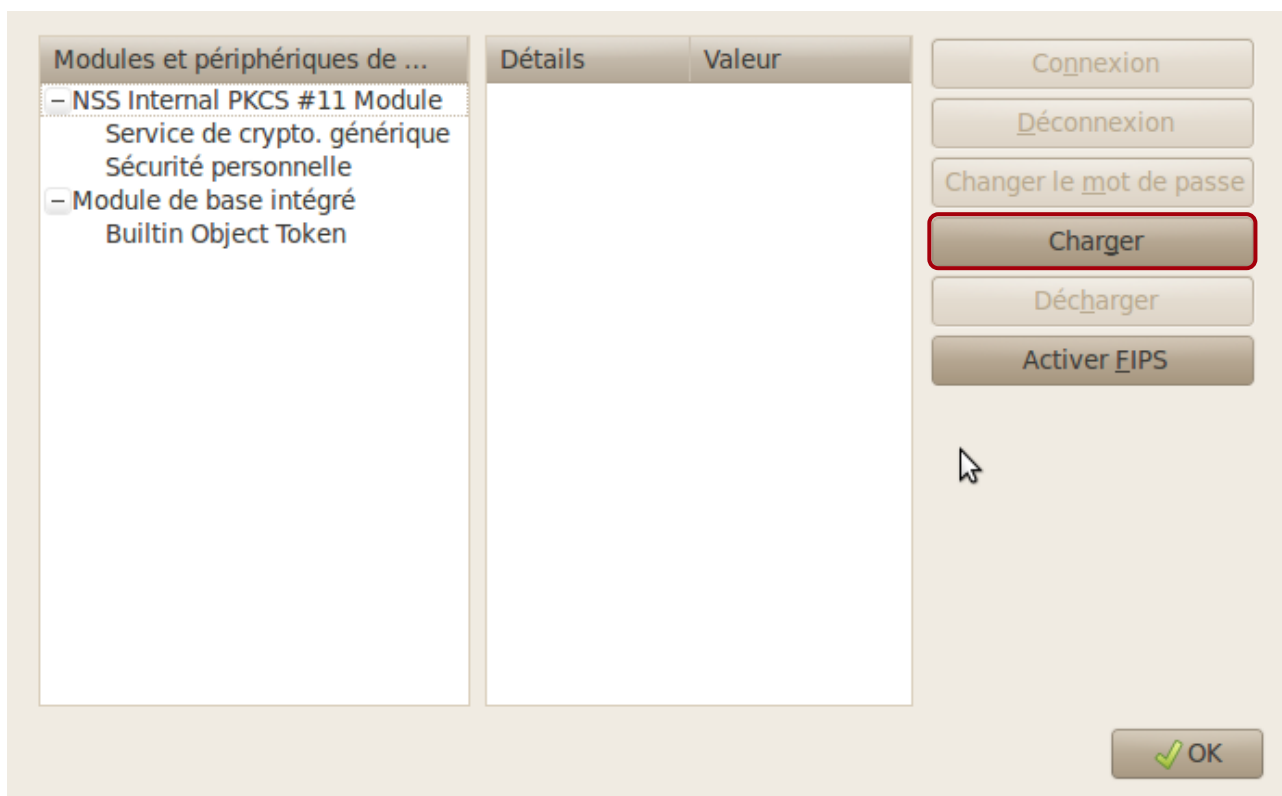 Modules et périphériques de ...
NSS Internal PKCS #11 Module
Service de crypto. générique
Sécurité personnelle
Module de base intégré
Builtin Object Token
Détails Valeur
Connexion
Déconnexion
Changer le mot de passe
Charger
Décharger
Activer FIPS
OK